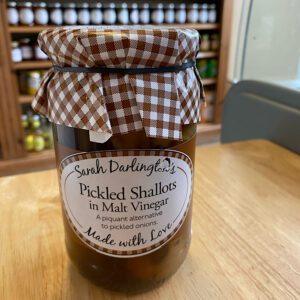 Sarah Darlington's
Pickled Shallots
in Malt Vinegar
A piquant alternative
to pickled onions.
Made with Love